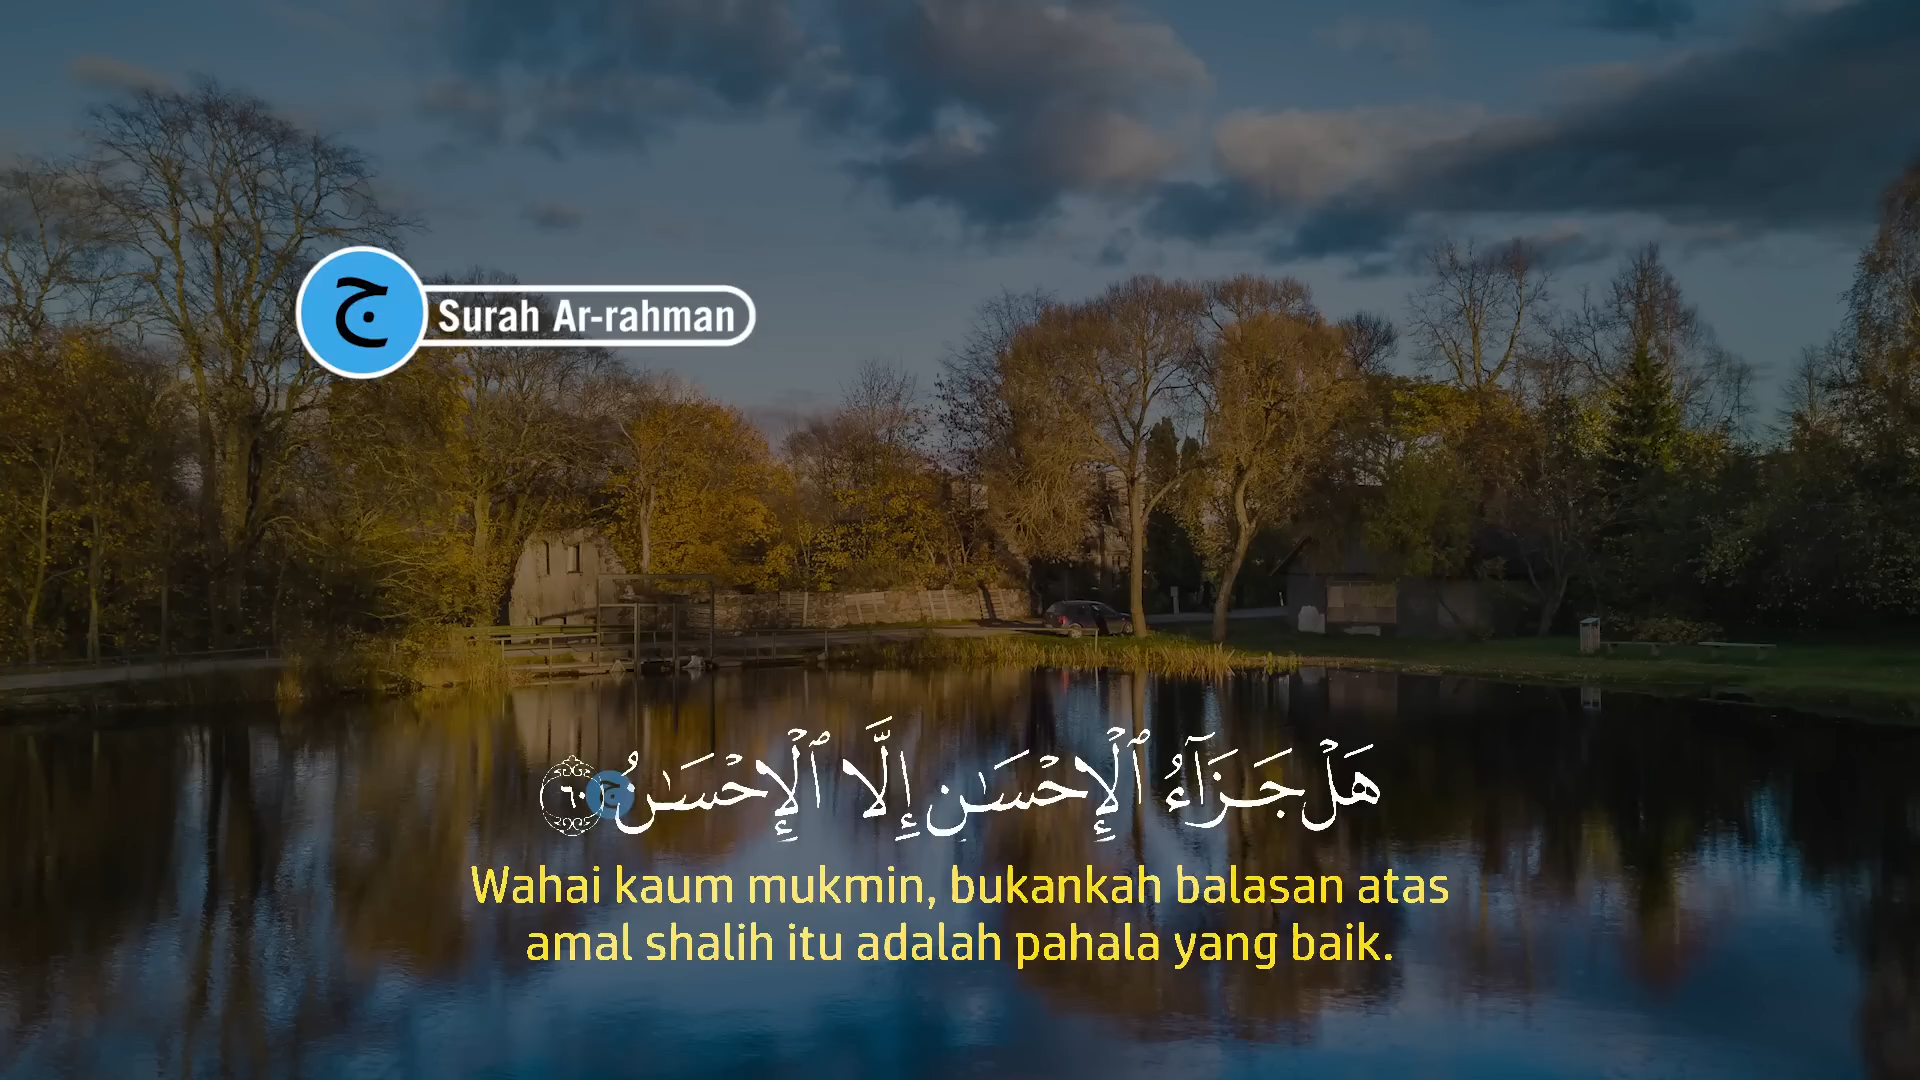 ج
Surah Ar-rahman
هَلْ جَزَآءُ ٱلْإِحْسَـٰنِ إِلَّا ٱلْإِحْسَـٰنُ ٦٠
ج
Wahai kaum mukmin, bukankah balasan atas
amal shalih itu adalah pahala yang baik.